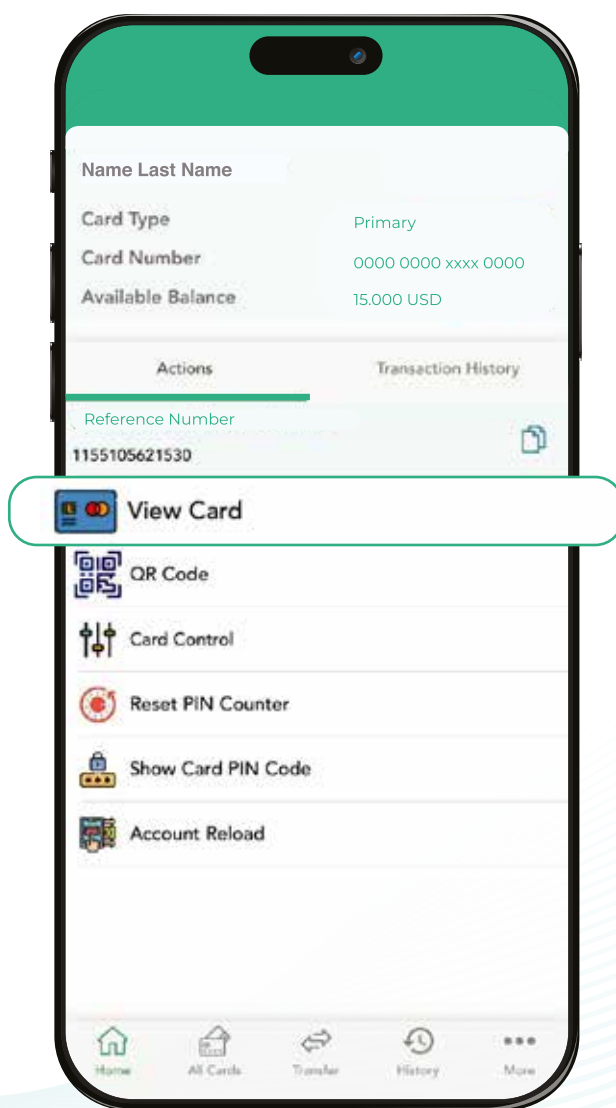 Name Last Name
Card Type Primary
Card Number 0000 0000 xxxx 0000
Available Balance 15.000 USD
Actions Transaction History
Reference Number
1155105621530
View Card
QR Code
Card Control
Reset PIN Counter
Show Card PIN Code
Account Reload
Home All Cards Transfer History More